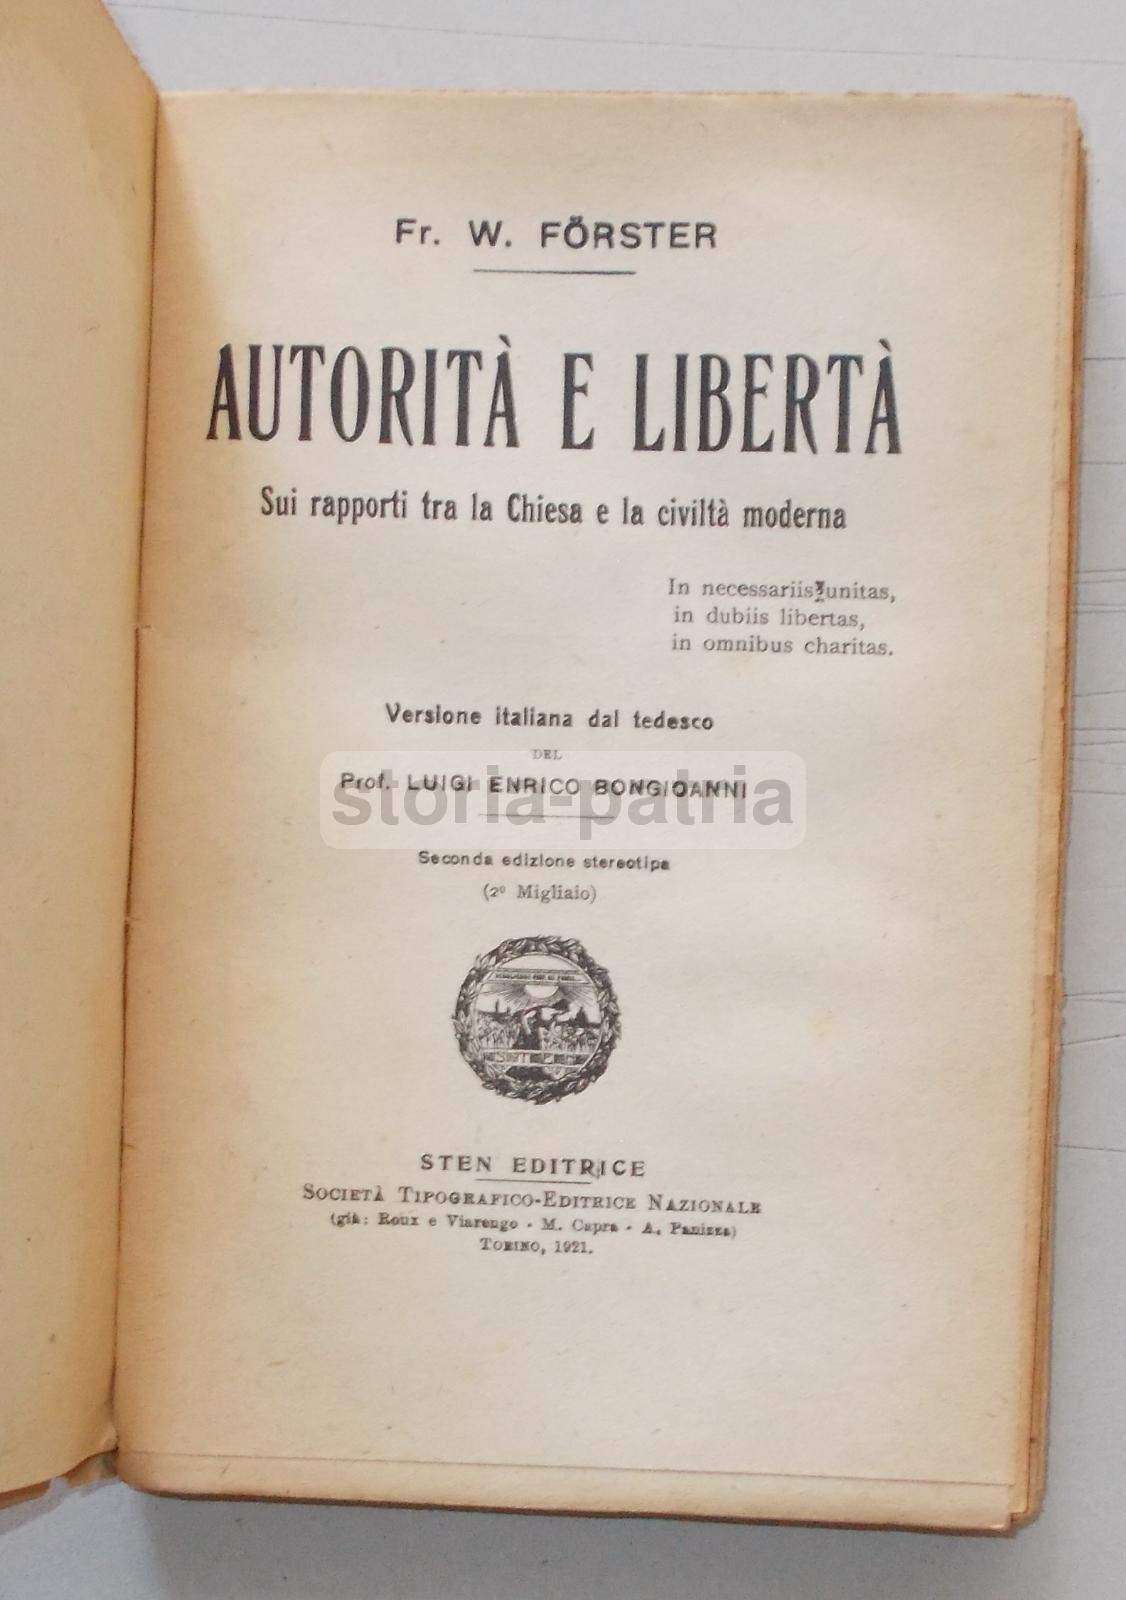 Fr. W. FÖRSTER
AUTORITÀ E LIBERTÀ
Sui rapporti tra la Chiesa e la civiltà moderna
In necessariis unitas,
in dubiis libertas,
in omnibus charitas.
Versione italiana dal tedesco
DEL
Prof. LUIGI ENRICO BONGIOANNI
storia-patria
Seconda edizione stereotipa
(2º Migliaio)
S.T.E.N.
STEN EDITRICE
SOCIETÀ TIPOGRAFICO-EDITRICE NAZIONALE
(già: Roux e Viarengo - M. Capra - A. Panizza)
TORINO, 1921.